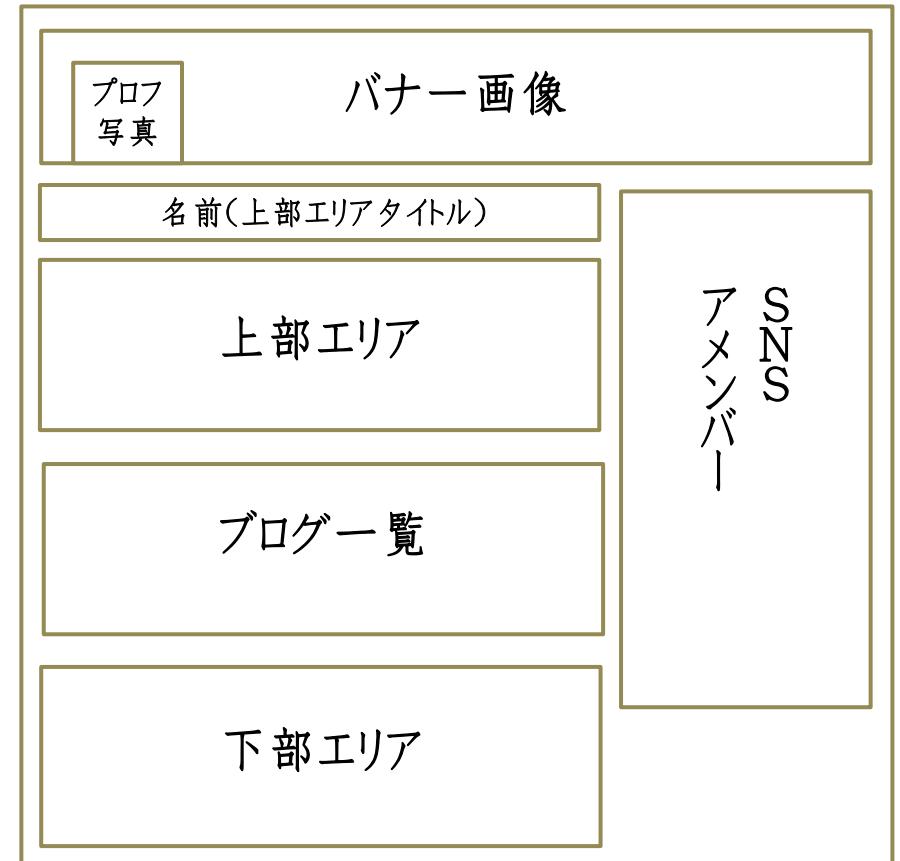 プロフ
写真
バナー画像
名前(上部エリアタイトル)
上部エリア
SNS
アメンバー
ブログ一覧
下部エリア